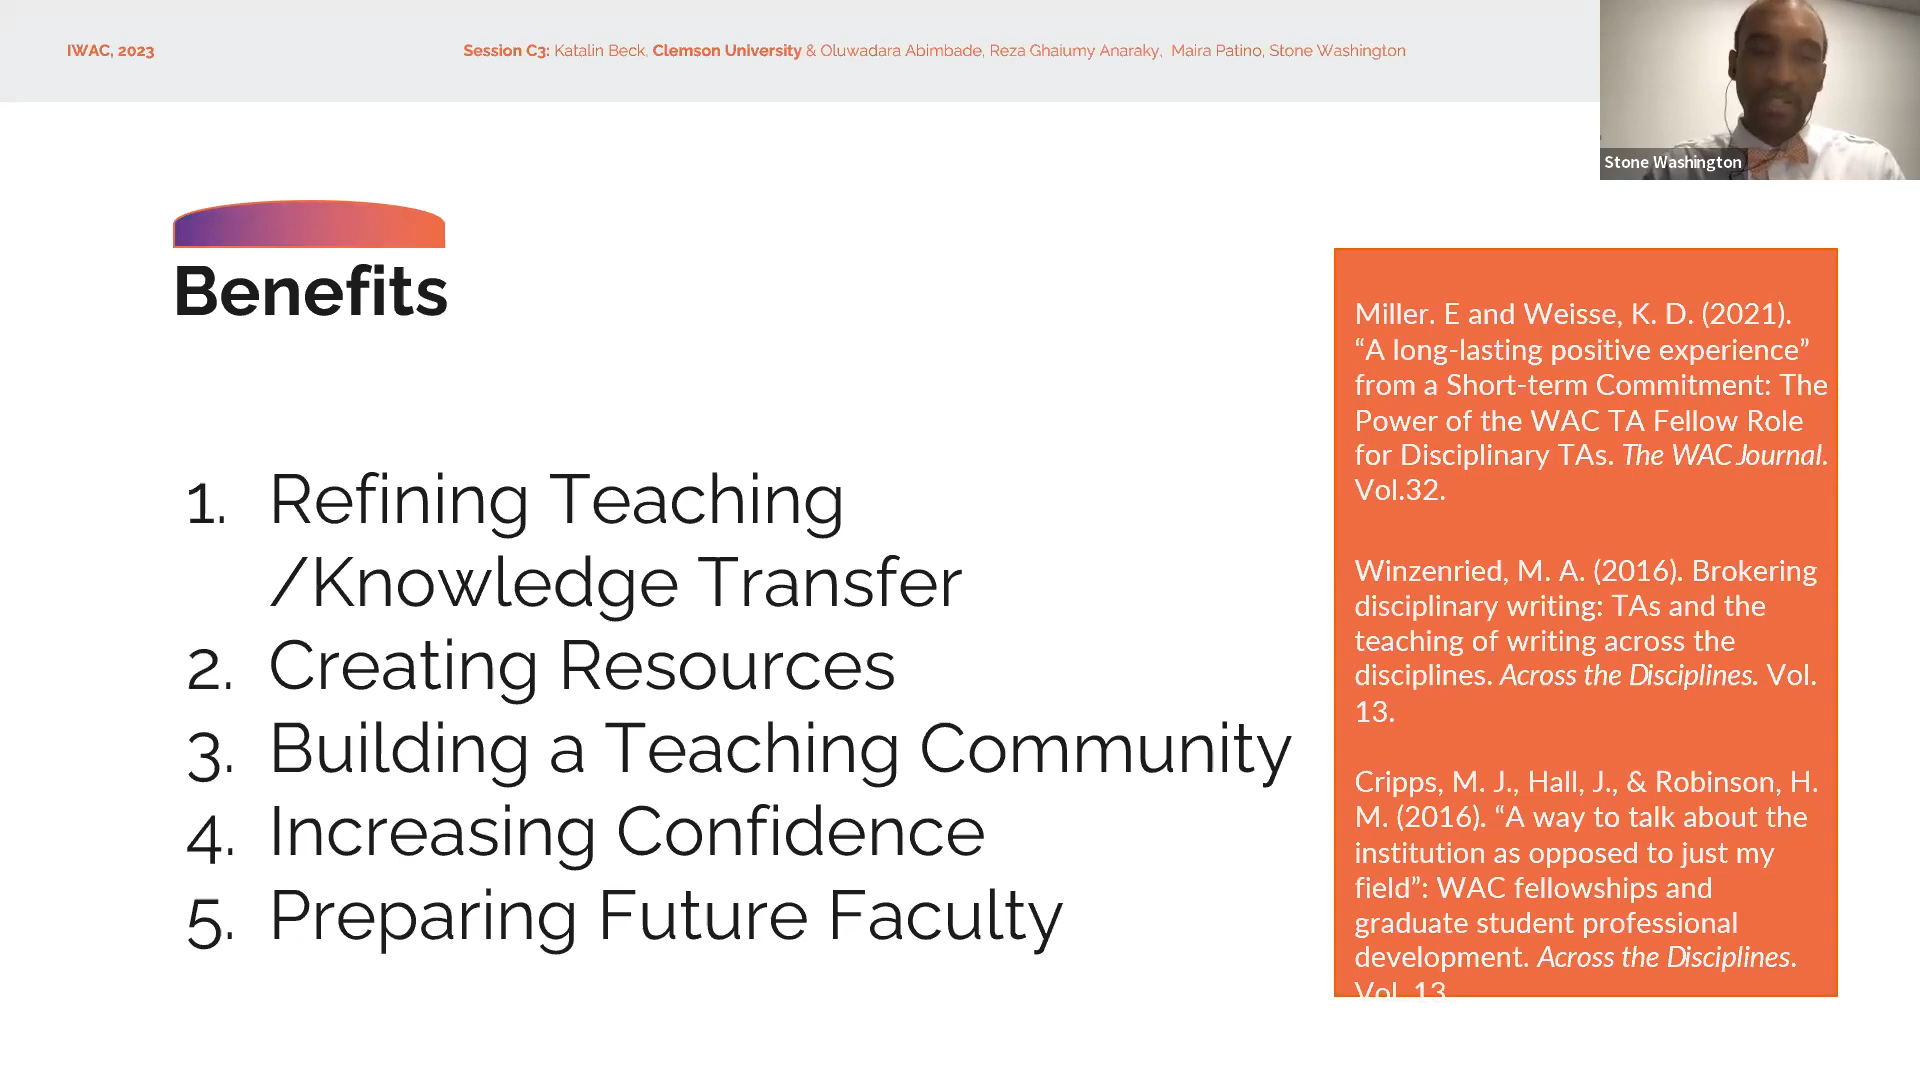 IWAC, 2023
Session C3: Katalin Beck, Clemson University & Oluwadara Abimbade, Reza Ghaiumy Anaraky, Maira Patino, Stone Washington
Stone Washington
Benefits
1. Refining Teaching
/Knowledge Transfer
2. Creating Resources
3. Building a Teaching Community
4. Increasing Confidence
5. Preparing Future Faculty
Miller. E and Weisse, K. D. (2021).
“A long-lasting positive experience”
from a Short-term Commitment: The
Power of the WAC TA Fellow Role
for Disciplinary TAs. The WAC Journal.
Vol.32.
Winzenried, M. A. (2016). Brokering
disciplinary writing: TAs and the
teaching of writing across the
disciplines. Across the Disciplines. Vol.
13.
Cripps, M. J., Hall, J., & Robinson, H.
M. (2016). “A way to talk about the
institution as opposed to just my
field”: WAC fellowships and
graduate student professional
development. Across the Disciplines.
Vol. 13